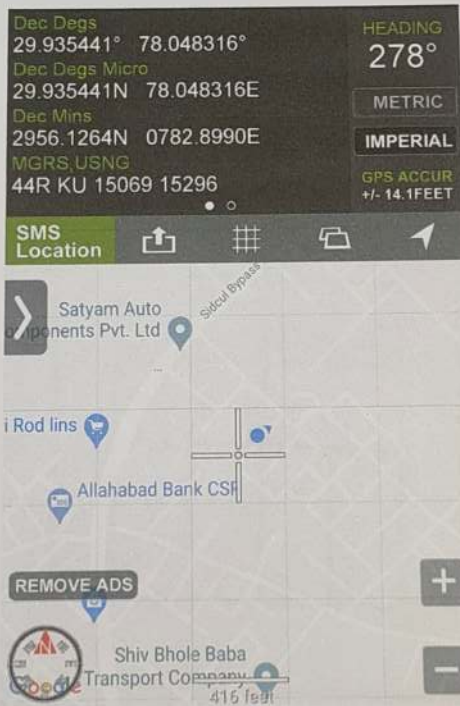 Dec Degs
29.935441° 78.048316°
Dec Degs Micro
29.935441N 78.048316E
Dec Mins
2956.1264N 0782.8990E
MGRS,USNG
44R KU 15069 15296
HEADING
278°
METRIC
IMPERIAL
GPS ACCUR
+/- 14.1FEET
SMS
Location
Sidcul Bypass
Satyam Auto
omponents Pvt. Ltd
i Rod lins
Allahabad Bank CSP
REMOVE ADS
Shiv Bhole Baba
Transport Company
416 feet
+
−